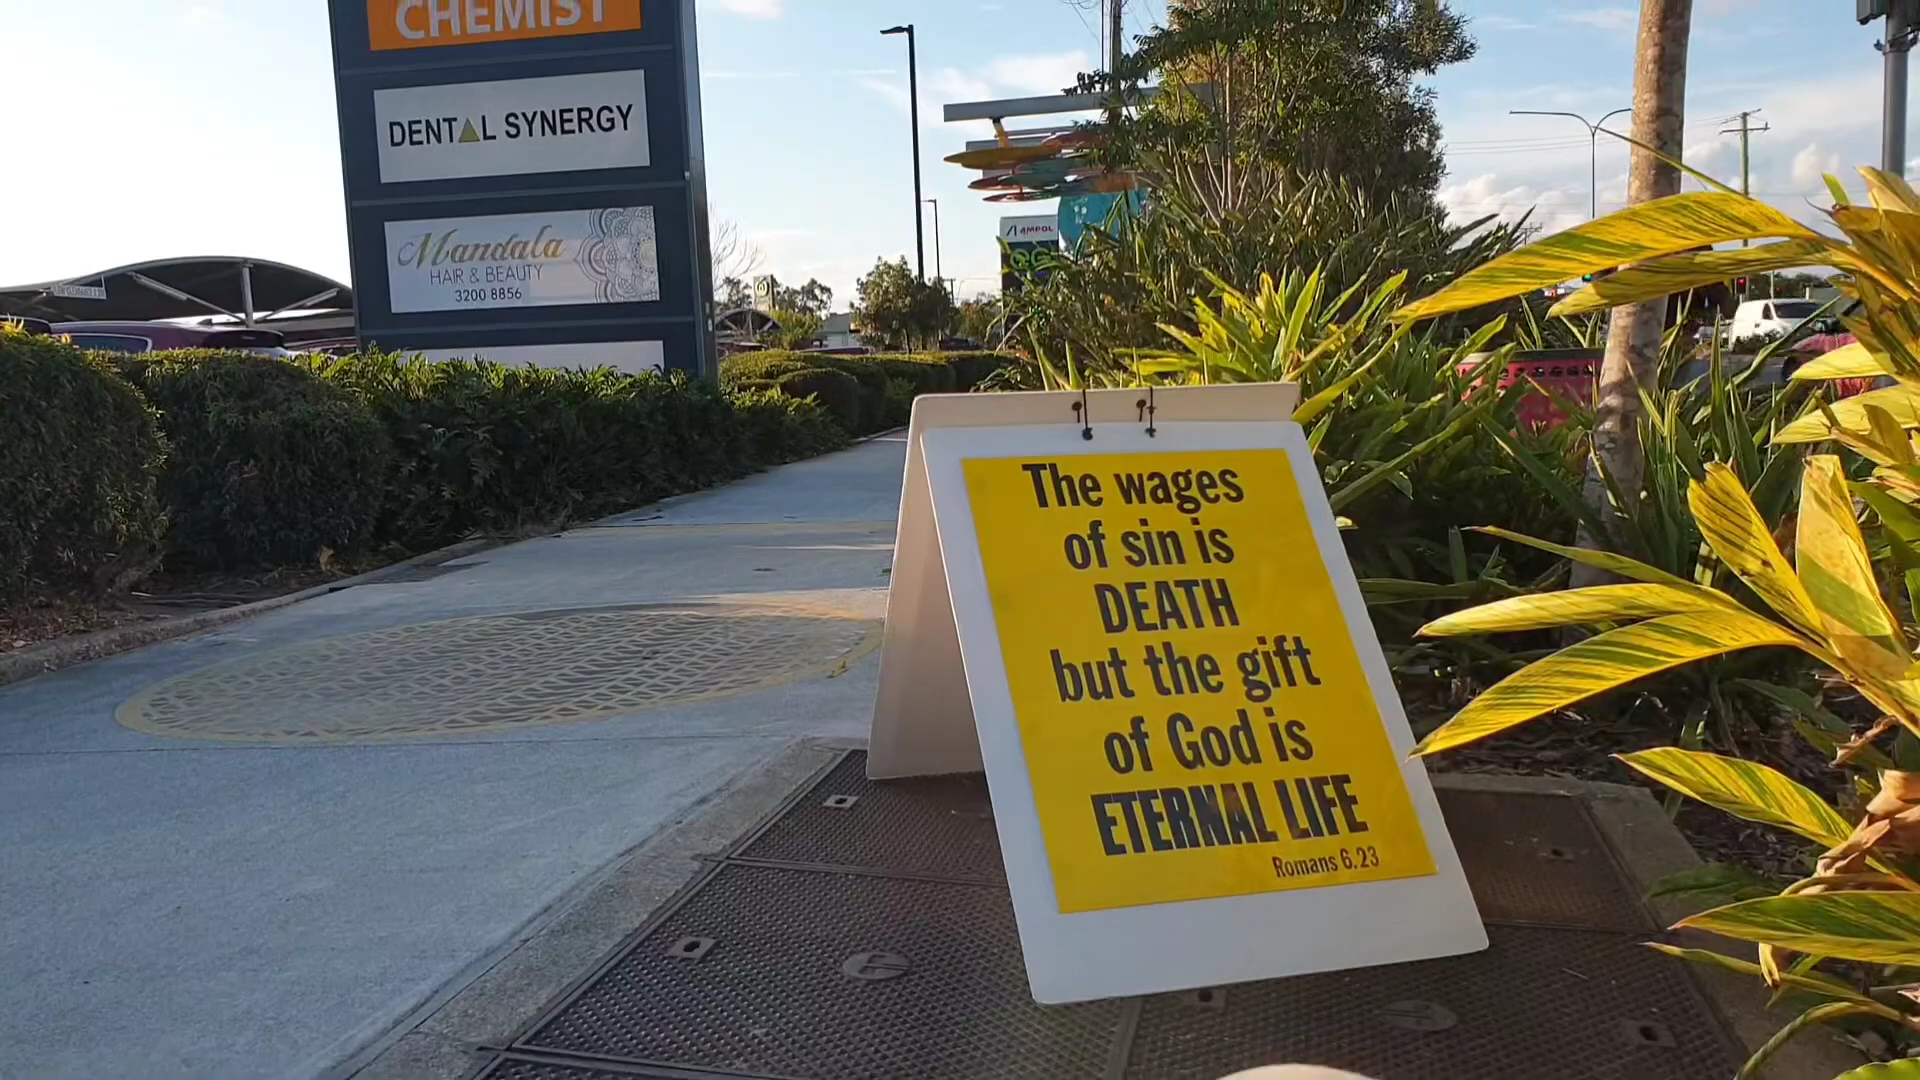 CHEMIST
DENTAL SYNERGY
Mandala
HAIR & BEAUTY
3200 8856
AMPOL
The wages
of sin is
DEATH
but the gift
of God is
ETERNAL LIFE
Romans 6.23